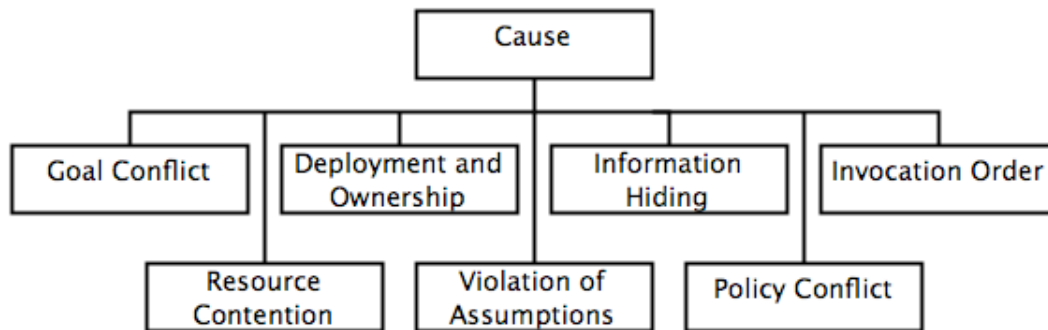 Cause
Goal Conflict
Deployment and
Ownership
Information
Hiding
Invocation Order
Resource
Contention
Violation of
Assumptions
Policy Conflict